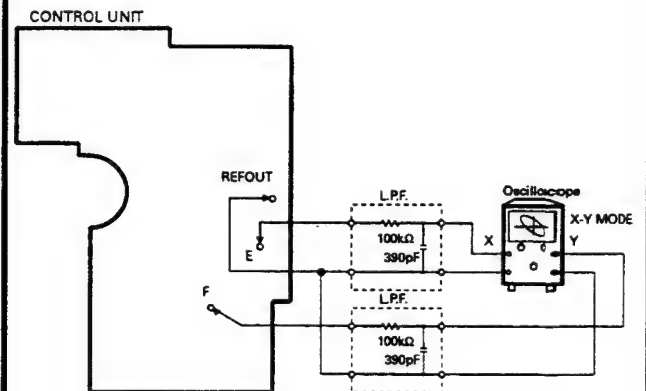 CONTROL UNIT
REFOUT
E
F
L.P.F.
100kΩ
390pF
L.P.F.
100kΩ
390pF
Oscilloscope
X-Y MODE
X
Y